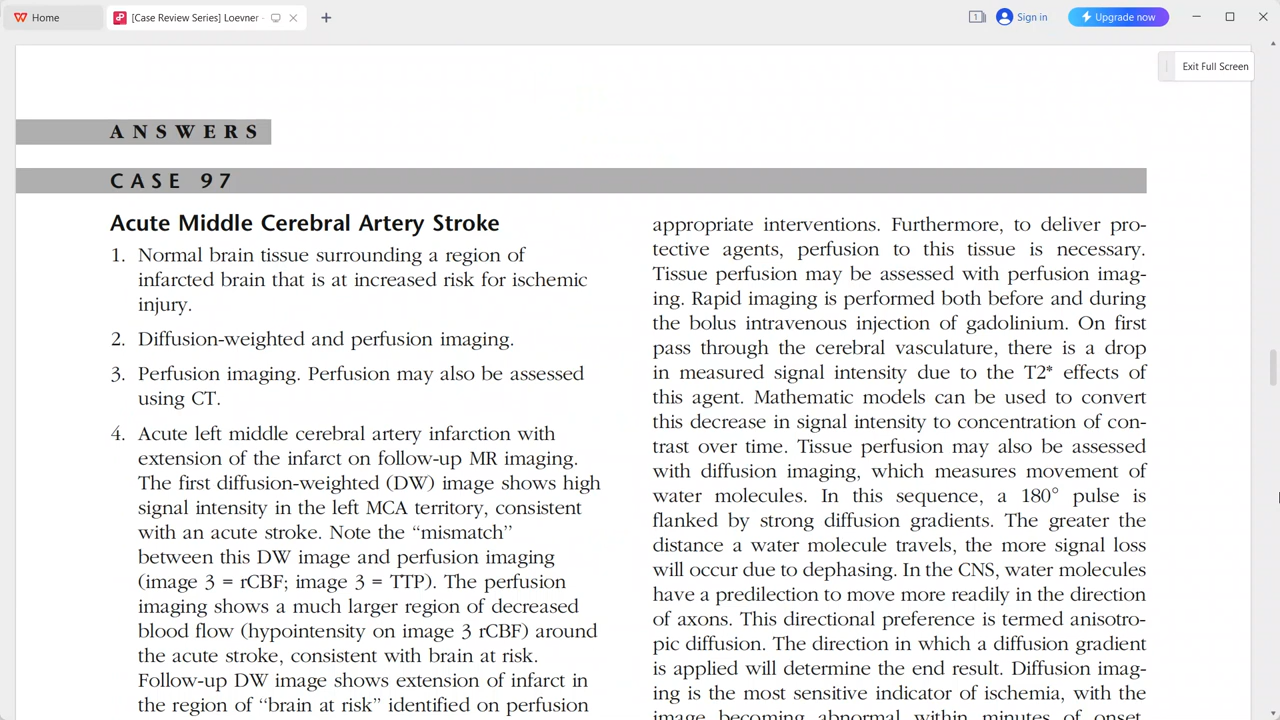 Home
[Case Review Series] Loevner
Sign in
Upgrade now
Exit Full Screen
ANSWERS
CASE 97
Acute Middle Cerebral Artery Stroke
1. Normal brain tissue surrounding a region of
infarcted brain that is at increased risk for ischemic
injury.
2. Diffusion-weighted and perfusion imaging.
3. Perfusion imaging. Perfusion may also be assessed
using CT.
4. Acute left middle cerebral artery infarction with
extension of the infarct on follow-up MR imaging.
The first diffusion-weighted (DW) image shows high
signal intensity in the left MCA territory, consistent
with an acute stroke. Note the “mismatch”
between this DW image and perfusion imaging
(image 3 = rCBF; image 3 = TTP). The perfusion
imaging shows a much larger region of decreased
blood flow (hypointensity on image 3 rCBF) around
the acute stroke, consistent with brain at risk.
Follow-up DW image shows extension of infarct in
the region of “brain at risk” identified on perfusion
appropriate interventions. Furthermore, to deliver pro-
tective agents, perfusion to this tissue is necessary.
Tissue perfusion may be assessed with perfusion imag-
ing. Rapid imaging is performed both before and during
the bolus intravenous injection of gadolinium. On first
pass through the cerebral vasculature, there is a drop
in measured signal intensity due to the T2* effects of
this agent. Mathematic models can be used to convert
this decrease in signal intensity to concentration of con-
trast over time. Tissue perfusion may also be assessed
with diffusion imaging, which measures movement of
water molecules. In this sequence, a 180° pulse is
flanked by strong diffusion gradients. The greater the
distance a water molecule travels, the more signal loss
will occur due to dephasing. In the CNS, water molecules
have a predilection to move more readily in the direction
of axons. This directional preference is termed anisotro-
pic diffusion. The direction in which a diffusion gradient
is applied will determine the end result. Diffusion imag-
ing is the most sensitive indicator of ischemia, with the
image becoming abnormal within minutes of onset.